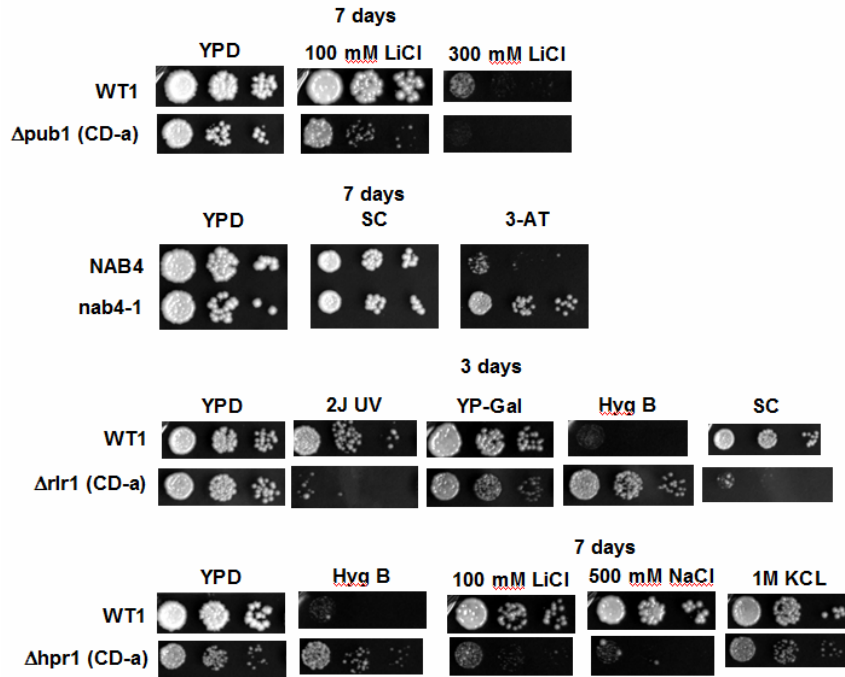 7 days
YPD 100 mM LiCl 300 mM LiCl
WT1
Δpub1 (CD-a)
7 days
YPD SC 3-AT
NAB4
nab4-1
3 days
YPD 2J UV YP-Gal Hyg B SC
WT1
Δrlr1 (CD-a)
7 days
YPD Hyg B 100 mM LiCl 500 mM NaCl 1M KCL
WT1
Δhpr1 (CD-a)